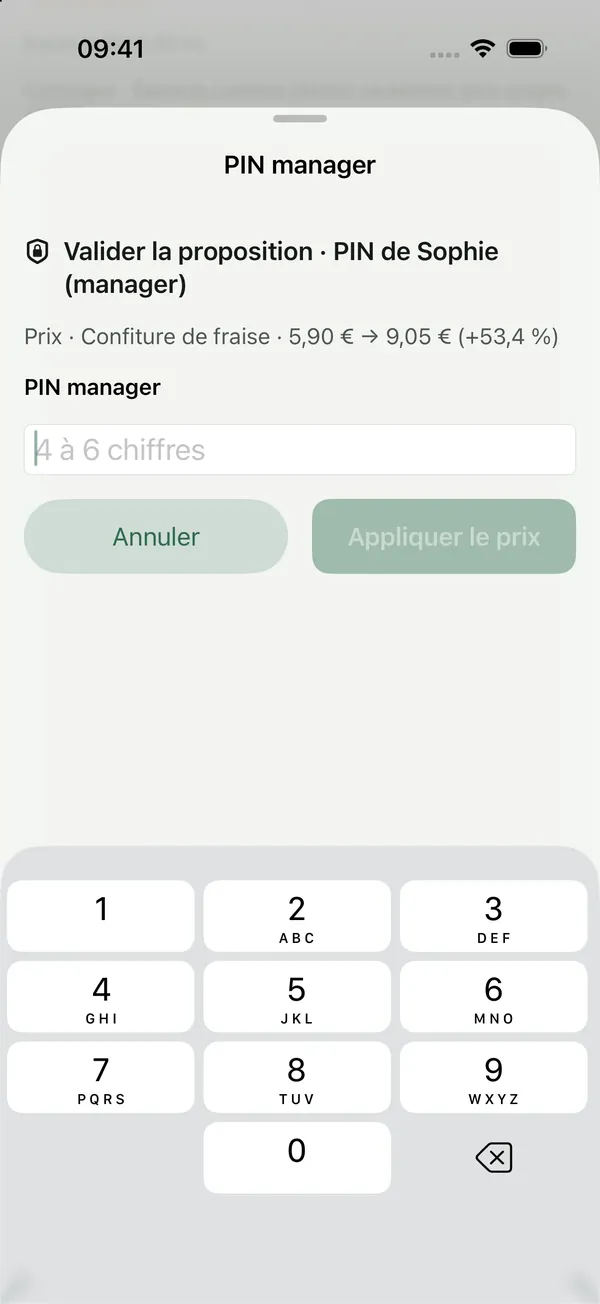 09:41
PIN manager
Valider la proposition · PIN de Sophie
(manager)
Prix · Confiture de fraise · 5,90 € → 9,05 € (+53,4 %)
PIN manager
4 à 6 chiffres
Annuler
Appliquer le prix
1
2
ABC
3
DEF
4
GHI
5
JKL
6
MNO
7
PQRS
8
TUV
9
WXYZ
0